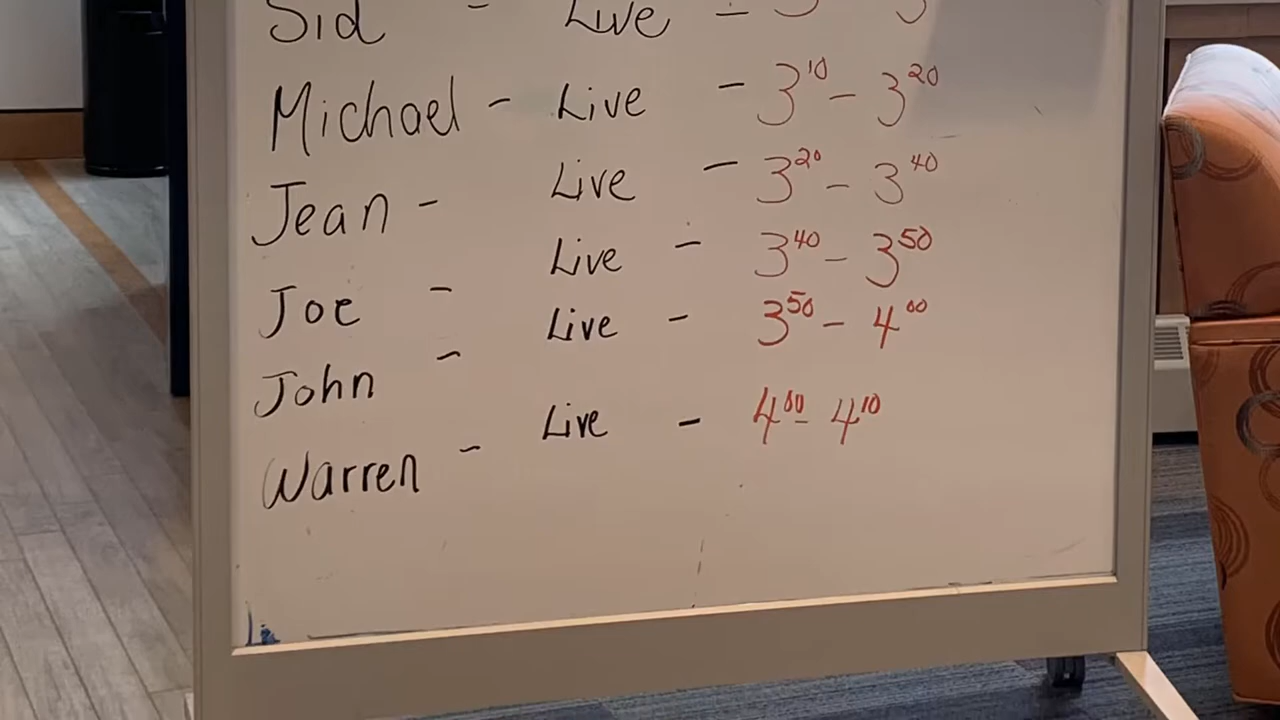 Sid - Live -
Michael - Live - 3¹⁰ - 3²⁰
Jean - Live - 3²⁰ - 3⁴⁰
Joe - Live - 3⁴⁰ - 3⁵⁰
John - Live - 3⁵⁰ - 4⁰⁰
Warren - Live - 4⁰⁰ - 4¹⁰